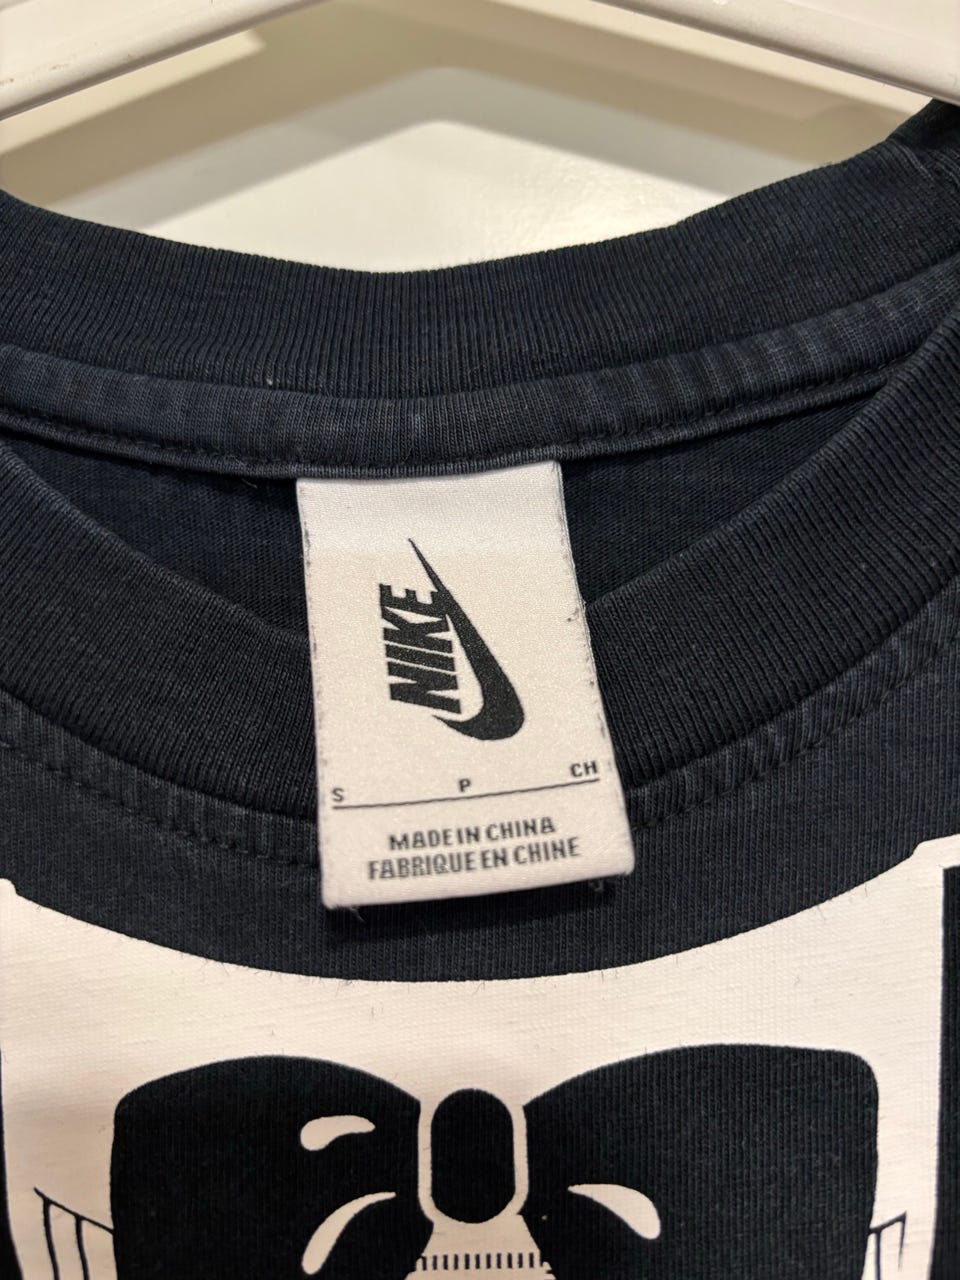 NIKE
S P CH
MADE IN CHINA
FABRIQUE EN CHINE